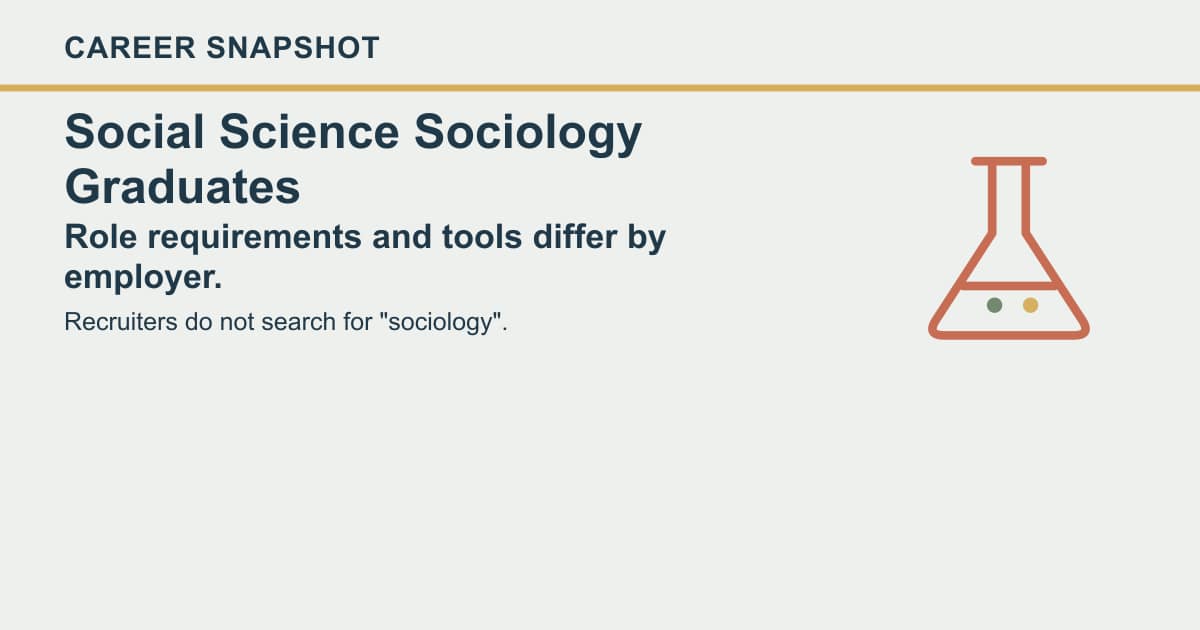 CAREER SNAPSHOT
Social Science Sociology
Graduates
Role requirements and tools differ by
employer.
Recruiters do not search for "sociology".